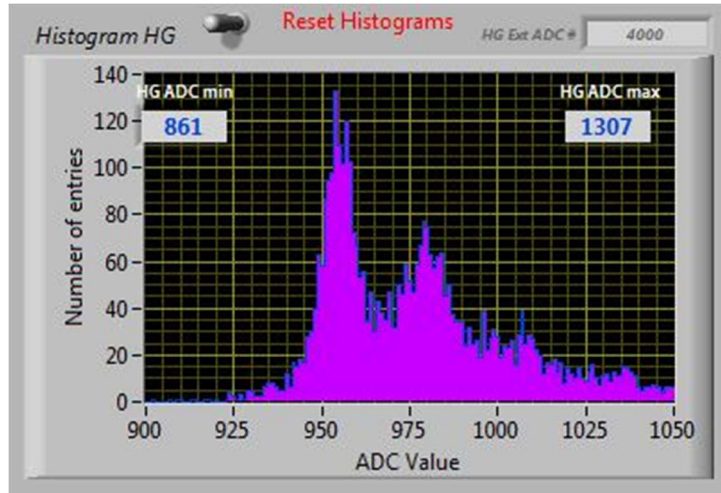 Histogram HG
Reset Histograms
HG Ext ADC # 4000
HG ADC min
861
HG ADC max
1307
Number of entries
140
120
100
80
60
40
20
0
900 925 950 975 1000 1025 1050
ADC Value